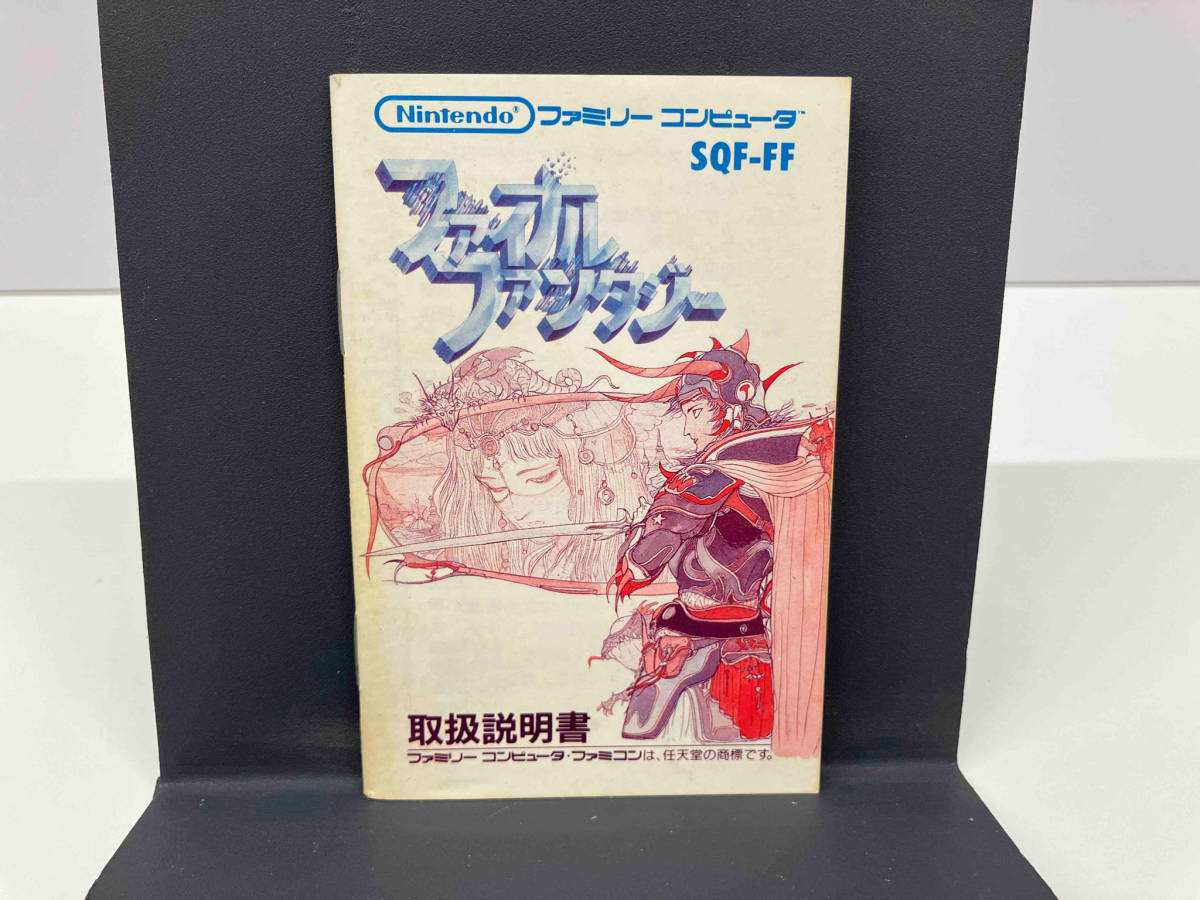 Nintendo® ファミリー コンピュータ™
SQF-FF
ファイナル
ファンタジー
取扱説明書
ファミリー コンピュータ・ファミコンは、任天堂の商標です。